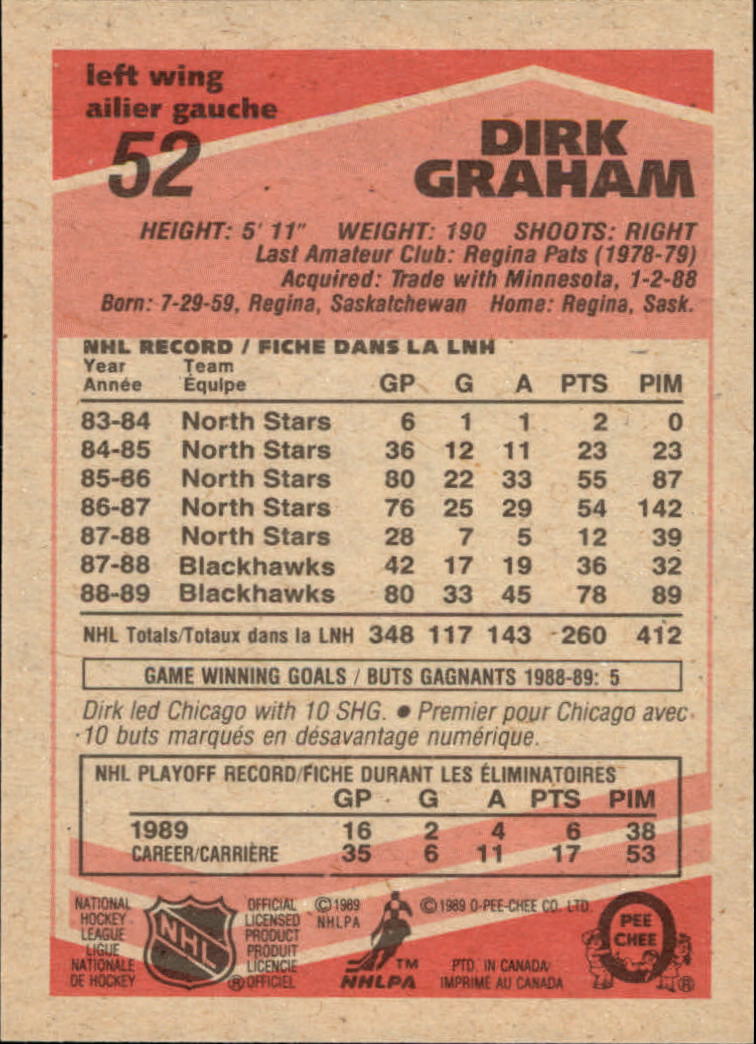 left wing
ailier gauche
52
DIRK
GRAHAM
HEIGHT: 5' 11" WEIGHT: 190 SHOOTS: RIGHT
Last Amateur Club: Regina Pats (1978-79)
Acquired: Trade with Minnesota, 1-2-88
Born: 7-29-59, Regina, Saskatchewan Home: Regina, Sask.
NHL RECORD / FICHE DANS LA LNH
Year Team
Année Équipe GP G A PTS PIM
83-84 North Stars 6 1 1 2 0
84-85 North Stars 36 12 11 23 23
85-86 North Stars 80 22 33 55 87
86-87 North Stars 76 25 29 54 142
87-88 North Stars 28 7 5 12 39
87-88 Blackhawks 42 17 19 36 32
88-89 Blackhawks 80 33 45 78 89
NHL Totals/Totaux dans la LNH 348 117 143 260 412
GAME WINNING GOALS / BUTS GAGNANTS 1988-89: 5
Dirk led Chicago with 10 SHG. • Premier pour Chicago avec
10 buts marqués en désavantage numérique.
NHL PLAYOFF RECORD/FICHE DURANT LES ÉLIMINATOIRES
GP G A PTS PIM
1989 16 2 4 6 38
CAREER/CARRIÈRE 35 6 11 17 53
NATIONAL
HOCKEY
LEAGUE
LIGUE
NATIONALE
DE HOCKEY
NHL
®
OFFICIAL
LICENSED
PRODUCT
PRODUIT
LICENCIE
OFFICIEL
© 1989
NHLPA
TM
NHLPA
© 1989 O-PEE-CHEE CO. LTD.
PTD. IN CANADA/
IMPRIMÉ AU CANADA
PEE
CHEE
®